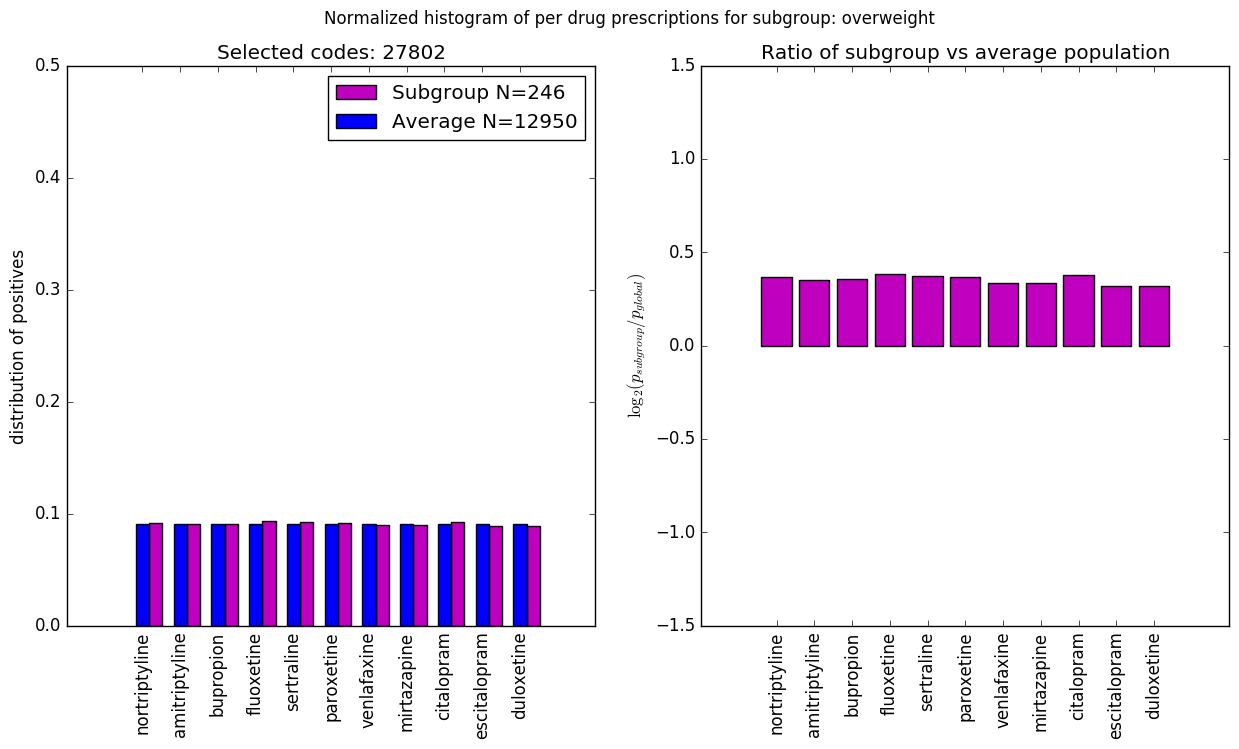 Normalized histogram of per drug prescriptions for subgroup: overweight
Selected codes: 27802
0.5
0.4
0.3
0.2
0.1
0.0
distribution of positives
Subgroup N=246
Average N=12950
nortriptyline
amitriptyline
bupropion
fluoxetine
sertraline
paroxetine
venlafaxine
mirtazapine
citalopram
escitalopram
duloxetine
Ratio of subgroup vs average population
1.5
1.0
0.5
0.0
−0.5
−1.0
−1.5
log₂(p_subgroup/p_global)
nortriptyline
amitriptyline
bupropion
fluoxetine
sertraline
paroxetine
venlafaxine
mirtazapine
citalopram
escitalopram
duloxetine